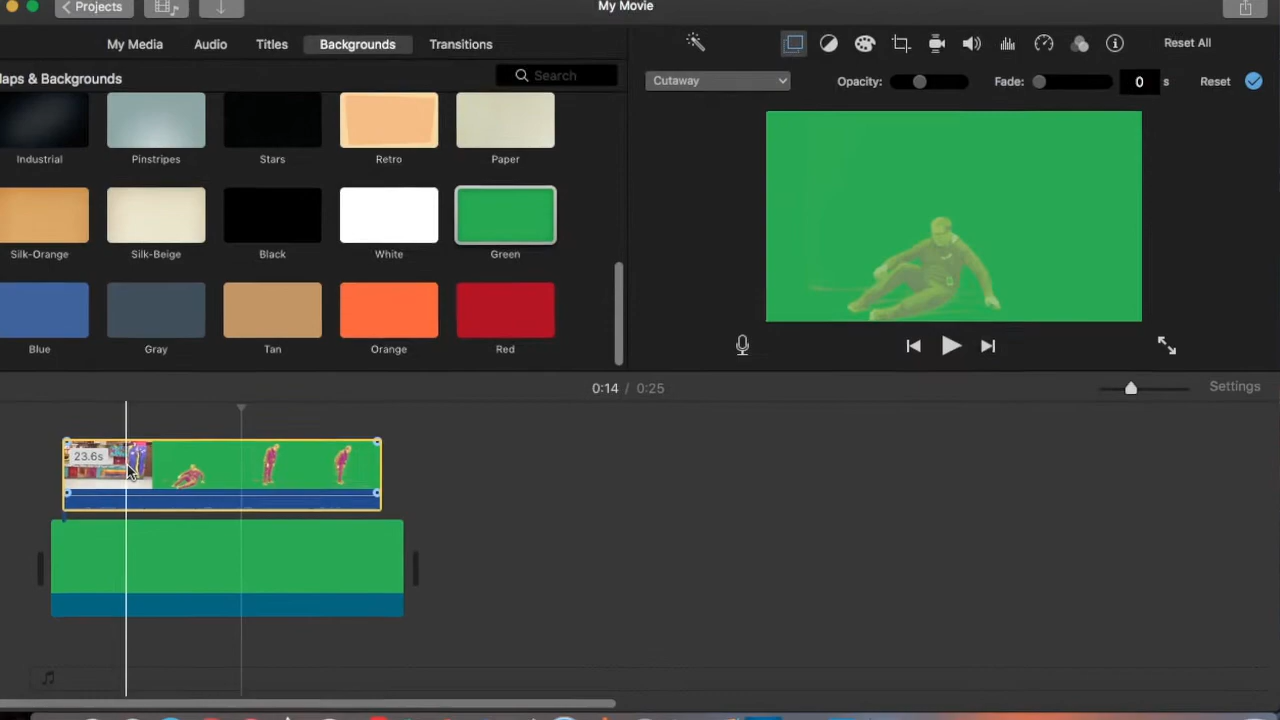 Projects
My Movie
My Media Audio Titles Backgrounds Transitions
Reset All
aps & Backgrounds
Search
Cutaway
Opacity:
Fade:
0 s
Reset
Industrial Pinstripes Stars Retro Paper
Silk-Orange Silk-Beige Black White Green
Blue Gray Tan Orange Red
0:14 / 0:25
Settings
23.6s